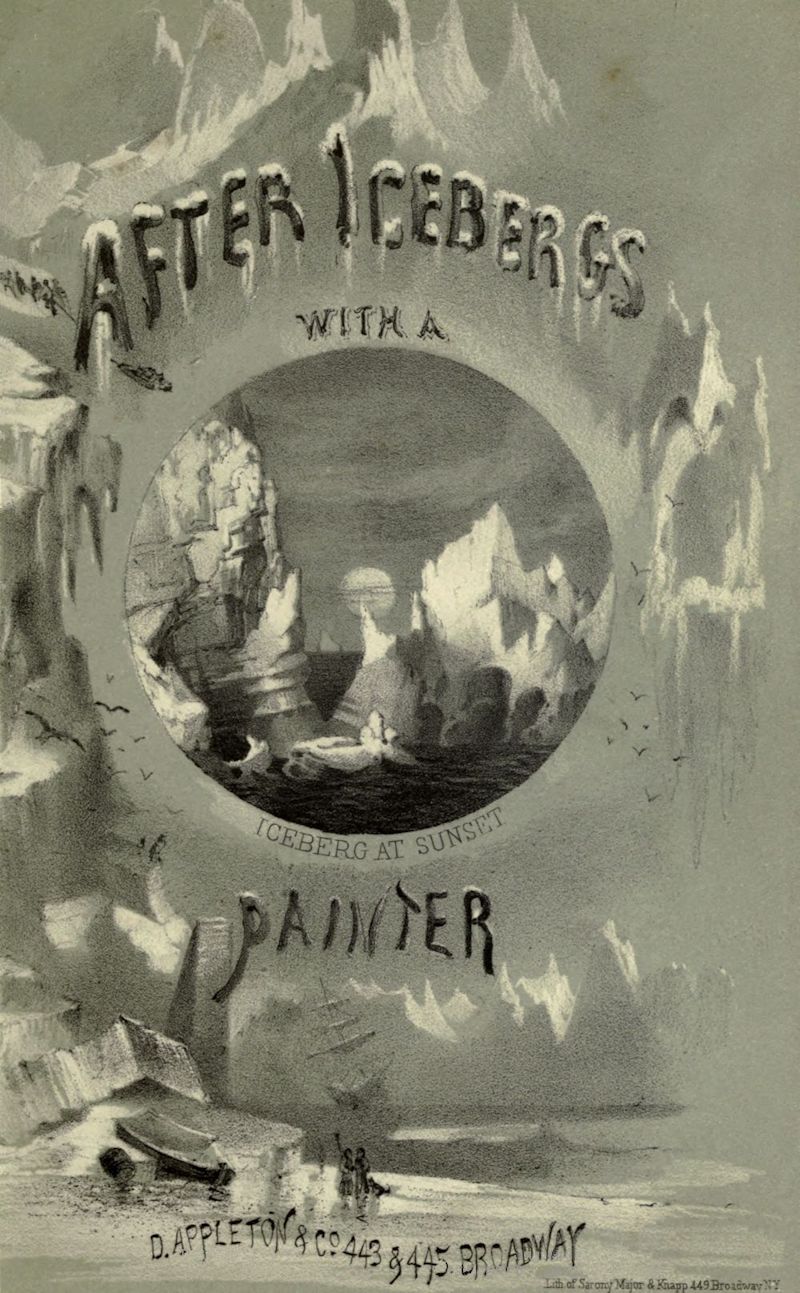 AFTER ICEBERGS
WITH A
ICEBERG AT SUNSET
PAINTER
D. APPLETON & Co 443 & 445. BROADWAY
Lith of Sarony Major & Knapp 449 Broadway NY